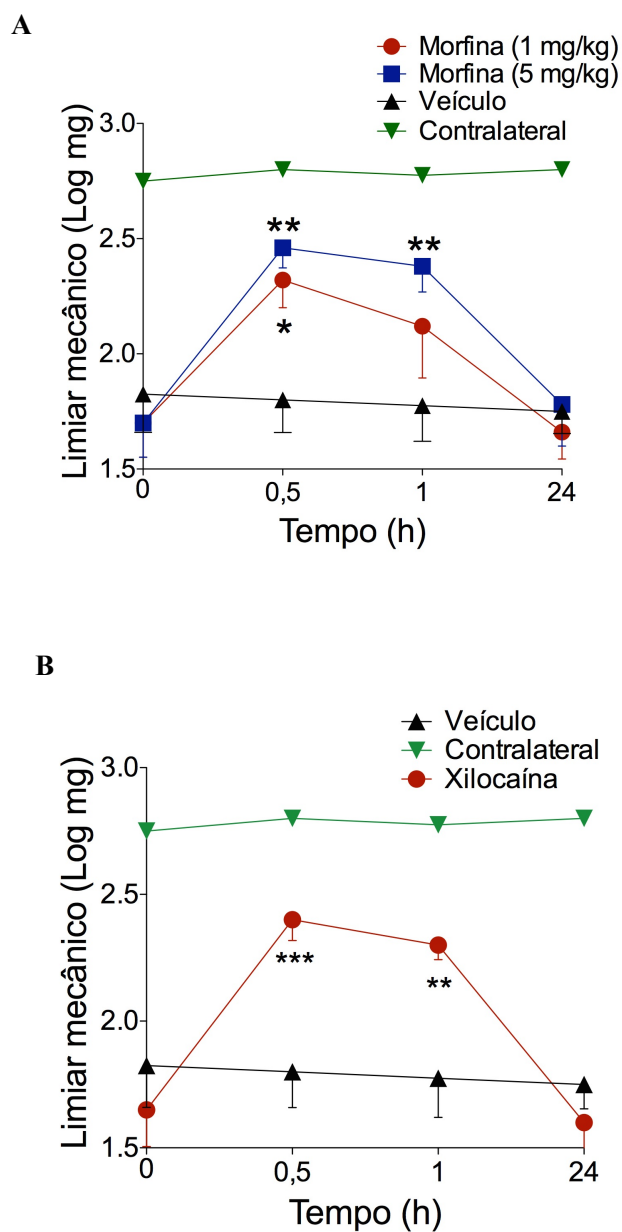 A
Morfina (1 mg/kg)
Morfina (5 mg/kg)
Veículo
Contralateral
Limiar mecânico (Log mg)
3.0
2.5
2.0
1.5
**
**
*
0
0,5
1
24
Tempo (h)
B
Veículo
Contralateral
Xilocaína
Limiar mecânico (Log mg)
3.0
2.5
2.0
1.5
***
**
0
0,5
1
24
Tempo (h)